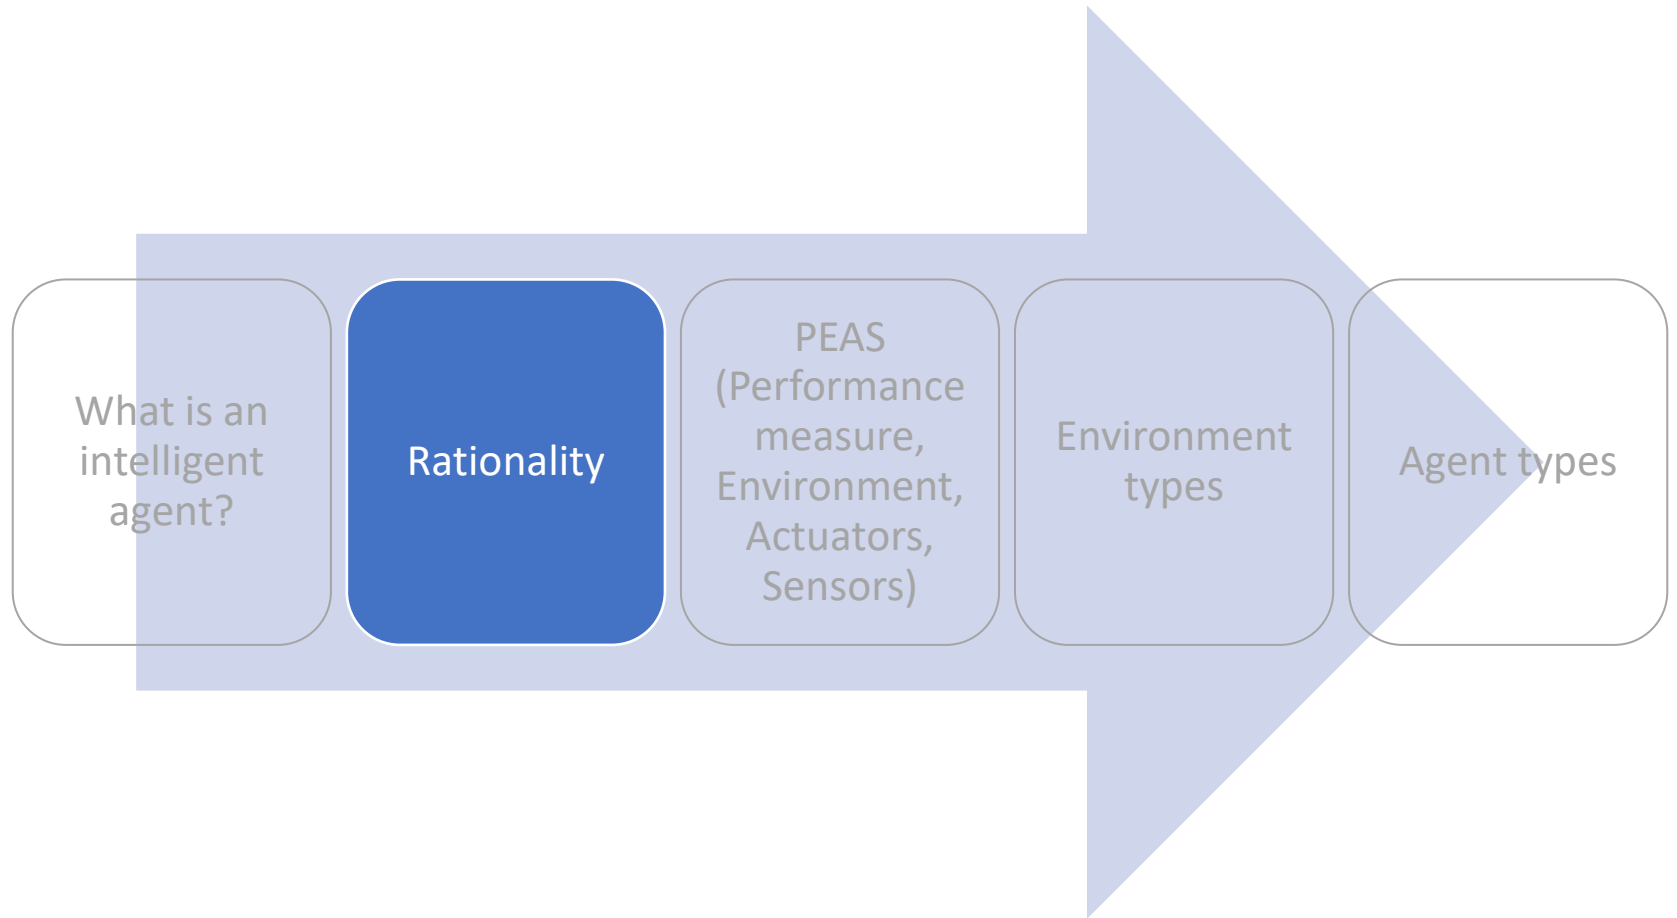 What is an
intelligent
agent?
Rationality
PEAS
(Performance
measure,
Environment,
Actuators,
Sensors)
Environment
types
Agent types